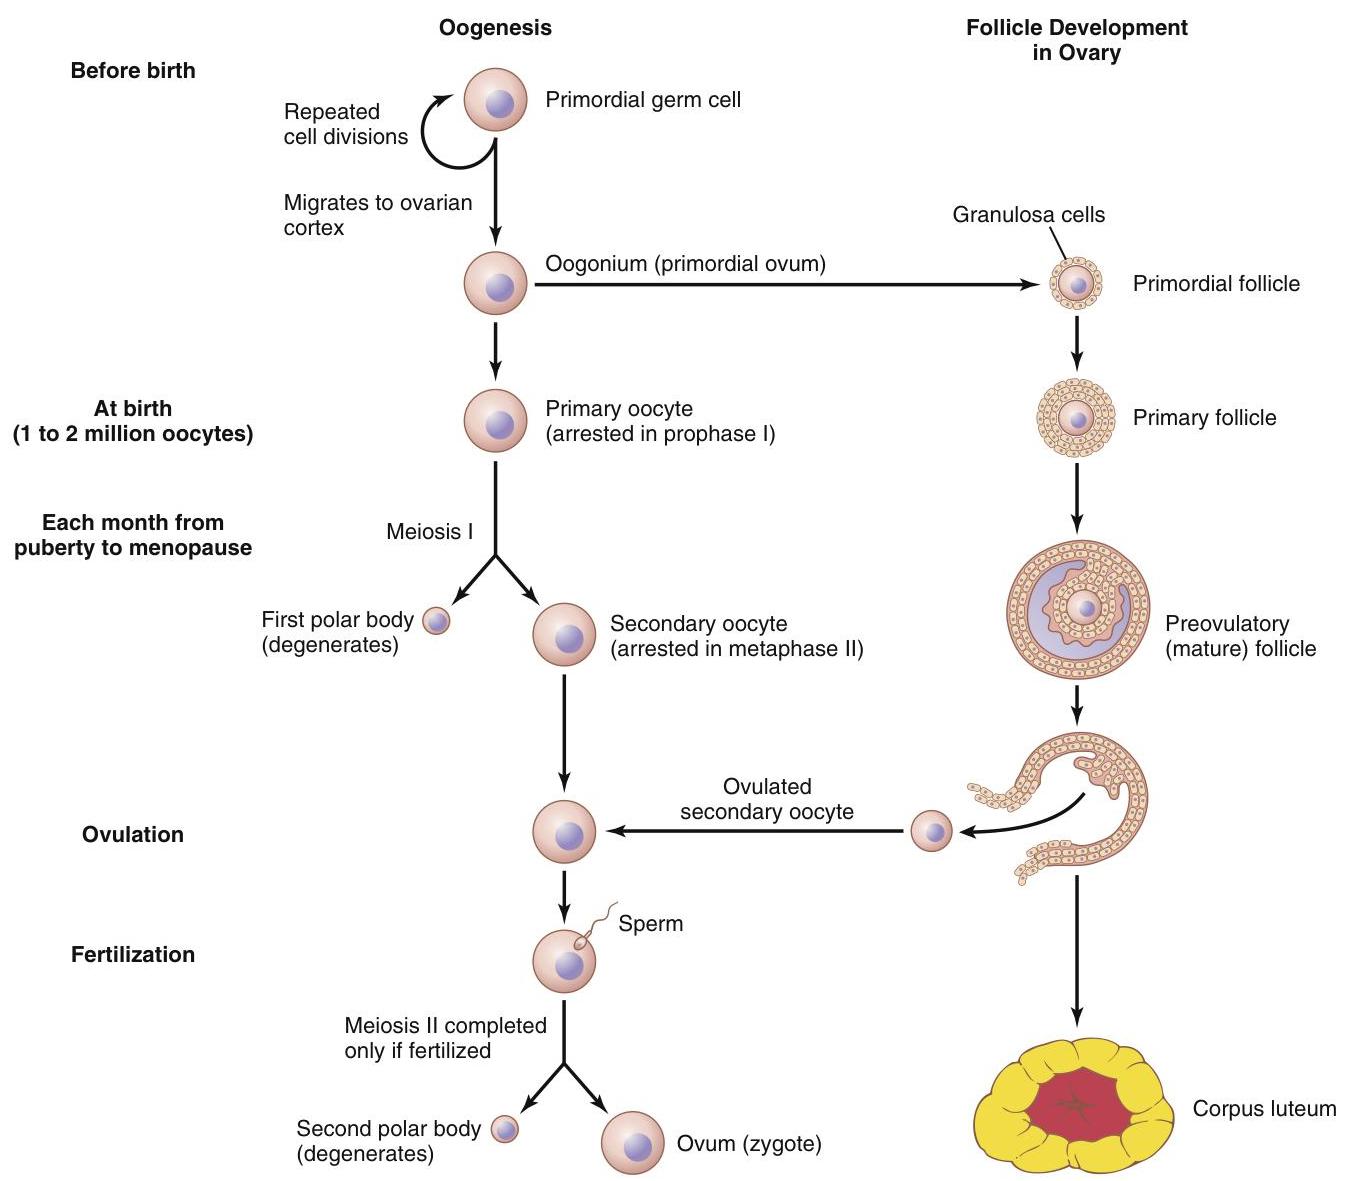 Oogenesis
Follicle Development
in Ovary
Before birth
Primordial germ cell
Repeated
cell divisions
Migrates to ovarian
cortex
Granulosa cells
Oogonium (primordial ovum)
Primordial follicle
At birth
(1 to 2 million oocytes)
Primary oocyte
(arrested in prophase I)
Primary follicle
Each month from
puberty to menopause
Meiosis I
First polar body
(degenerates)
Secondary oocyte
(arrested in metaphase II)
Preovulatory
(mature) follicle
Ovulation
Ovulated
secondary oocyte
Sperm
Fertilization
Meiosis II completed
only if fertilized
Second polar body
(degenerates)
Ovum (zygote)
Corpus luteum